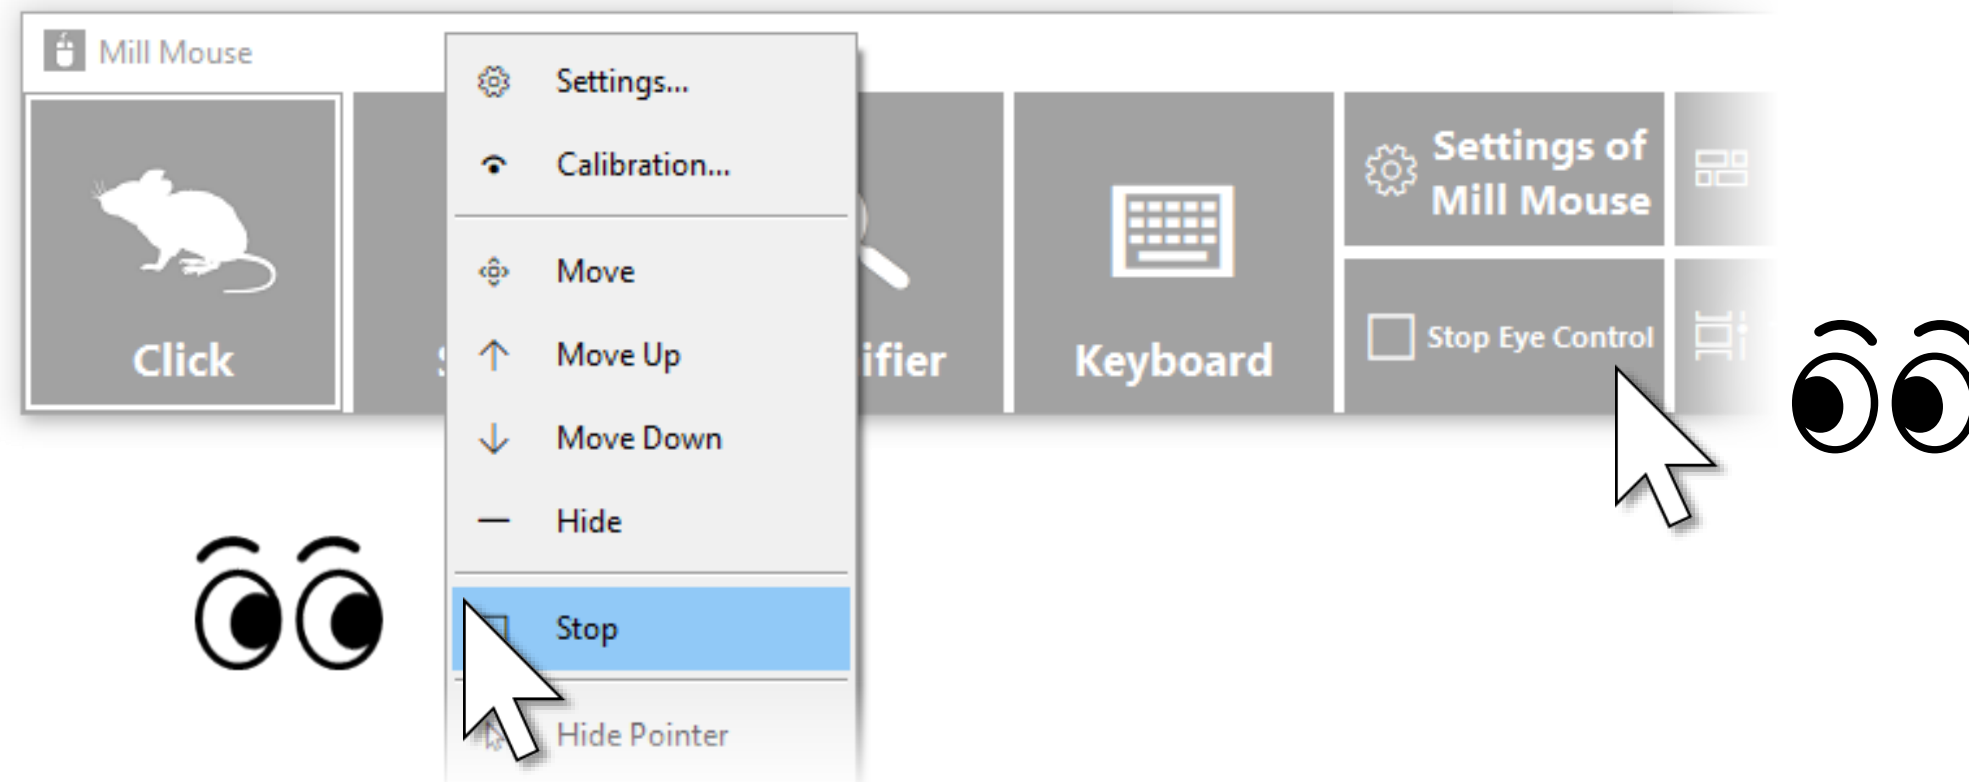 Mill Mouse
Settings...
Calibration...
Move
Move Up
Move Down
Hide
Stop
Hide Pointer
Click
ifier
Keyboard
Settings of
Mill Mouse
Stop Eye Control